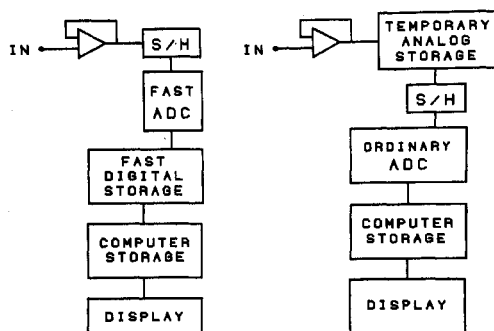 IN
S/H
FAST
ADC
FAST
DIGITAL
STORAGE
COMPUTER
STORAGE
DISPLAY
IN
TEMPORARY
ANALOG
STORAGE
S/H
ORDINARY
ADC
COMPUTER
STORAGE
DISPLAY